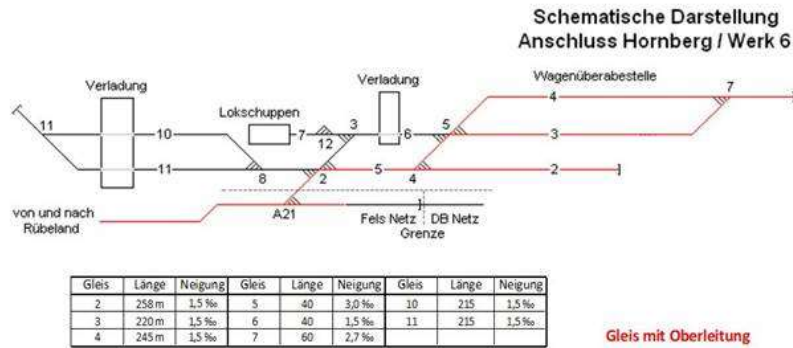 Schematische Darstellung
Anschluss Hornberg / Werk 6
Verladung
Verladung
Wagenüberabestelle
Lokschuppen
11
10
7
12
3
6
5
4
3
7
11
8
2
5
4
2
von und nach
Rübeland
A21
Fels Netz
DB Netz
Grenze
Gleis Länge Neigung Gleis Länge Neigung Gleis Länge Neigung
2 258 m 1,5 ‰ 5 40 3,0 ‰ 10 215 1,5 ‰
3 220 m 1,5 ‰ 6 40 1,5 ‰ 11 215 1,5 ‰
4 245 m 1,5 ‰ 7 60 2,7 ‰
Gleis mit Oberleitung